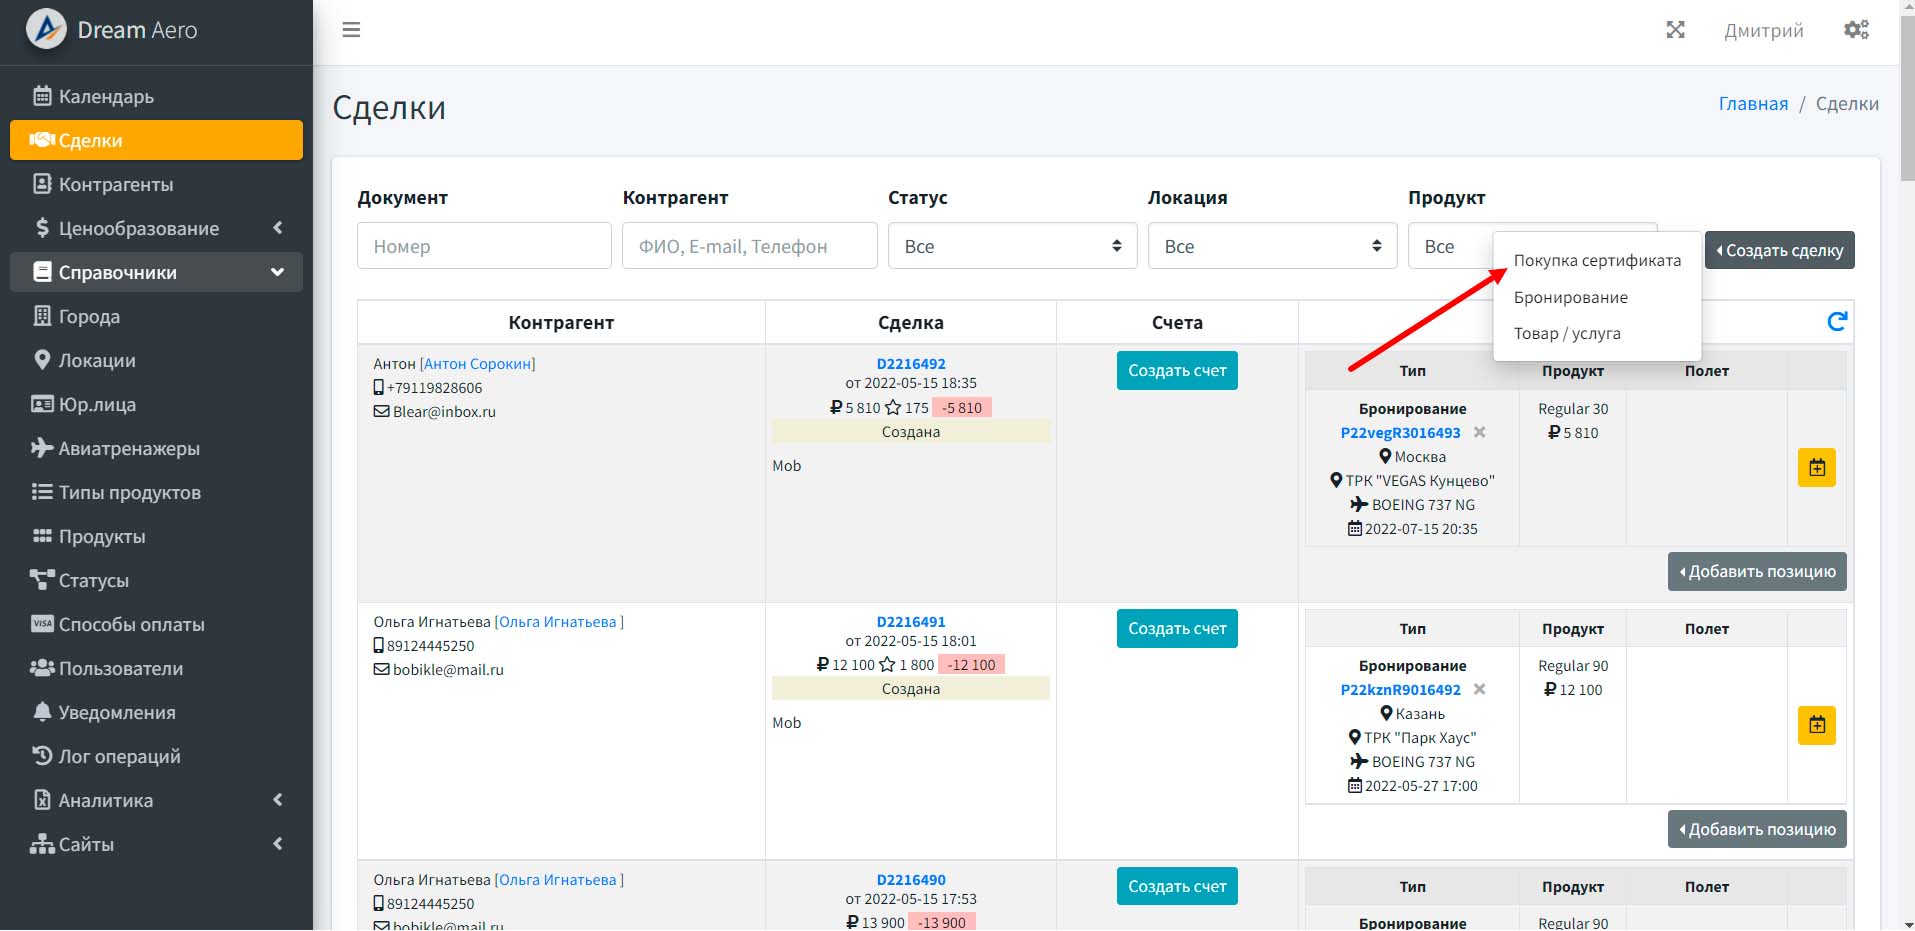 Dream Aero
Дмитрий
Календарь
Сделки
Контрагенты
Ценообразование
Справочники
Города
Локации
Юр.лица
Авиатренажеры
Типы продуктов
Продукты
Статусы
Способы оплаты
Пользователи
Уведомления
Лог операций
Аналитика
Сайты
Сделки
Главная / Сделки
Документ
Контрагент
Статус
Локация
Продукт
Номер
ФИО, E-mail, Телефон
Все
Все
Все
Создать сделку
Покупка сертификата
Бронирование
Товар / услуга
Контрагент
Сделка
Счета
Антон [Антон Сорокин]
+79119828606
Blear@inbox.ru
D2216492
от 2022-05-15 18:35
₽ 5 810 175 -5 810
Создана
Mob
Создать счет
Тип
Продукт
Полет
Бронирование
P22vegR3016493
Москва
ТРК "VEGAS Кунцево"
BOEING 737 NG
2022-07-15 20:35
Regular 30
₽ 5 810
Добавить позицию
Ольга Игнатьева [Ольга Игнатьева ]
89124445250
bobikle@mail.ru
D2216491
от 2022-05-15 18:01
₽ 12 100 1 800 -12 100
Создана
Mob
Создать счет
Тип
Продукт
Полет
Бронирование
P22kznR9016492
Казань
ТРК "Парк Хаус"
BOEING 737 NG
2022-05-27 17:00
Regular 90
₽ 12 100
Добавить позицию
Ольга Игнатьева [Ольга Игнатьева ]
89124445250
bobikle@mail.ru
D2216490
от 2022-05-15 17:53
₽ 13 900 -13 900
Создать счет
Тип
Продукт
Полет
Бронирование
Regular 90